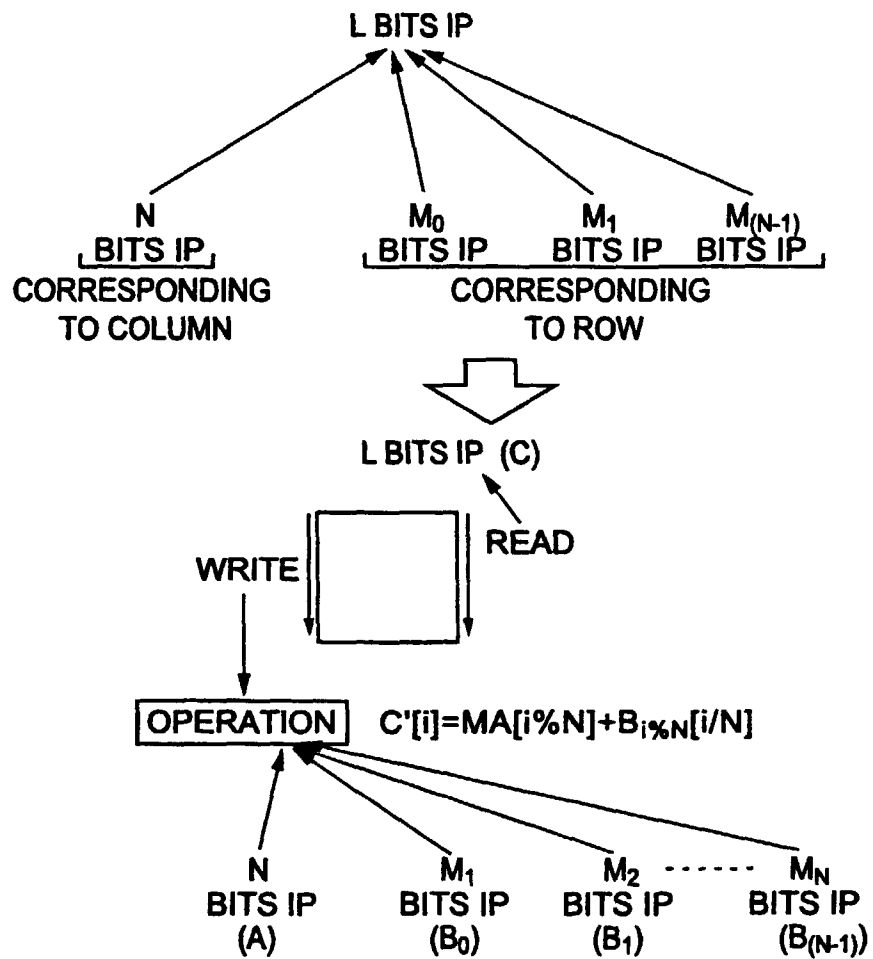 L BITS IP
N M₀ M₁ M₍N-1₎
BITS IP BITS IP BITS IP BITS IP
CORRESPONDING CORRESPONDING
TO COLUMN TO ROW
L BITS IP (C)
READ
WRITE
OPERATION C'[i]=MA[i%N]+Bi%N[i/N]
N M₁ M₂ ------ MN
BITS IP BITS IP BITS IP BITS IP
(A) (B₀) (B₁) (B(N-1))